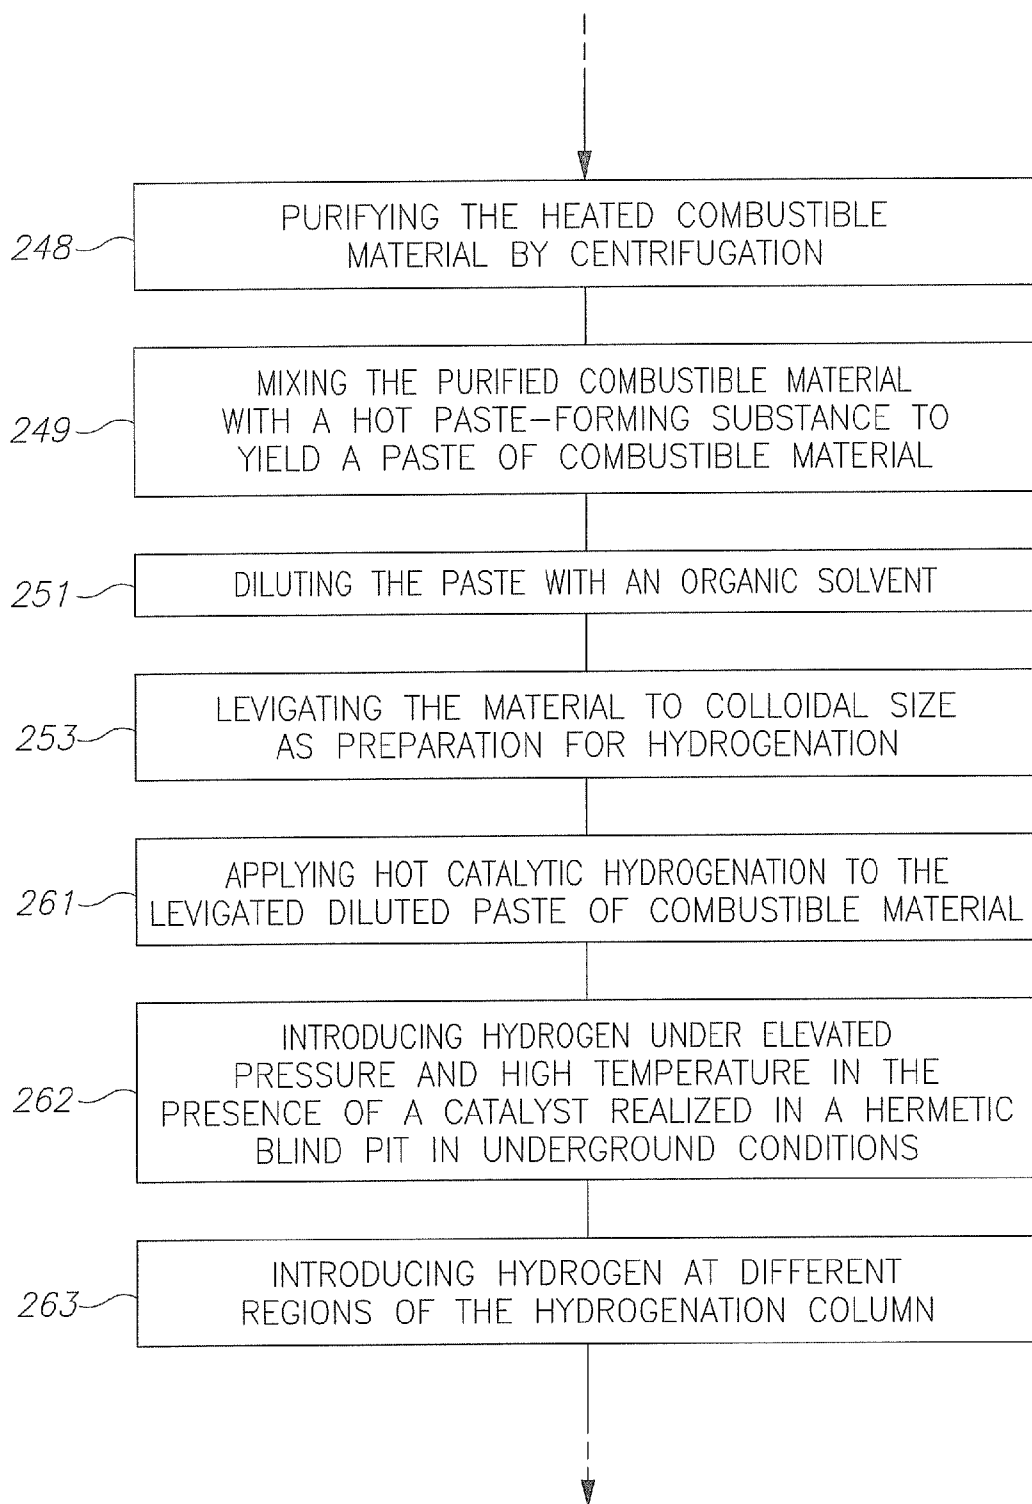 248
PURIFYING THE HEATED COMBUSTIBLE
MATERIAL BY CENTRIFUGATION
249
MIXING THE PURIFIED COMBUSTIBLE MATERIAL
WITH A HOT PASTE-FORMING SUBSTANCE TO
YIELD A PASTE OF COMBUSTIBLE MATERIAL
251
DILUTING THE PASTE WITH AN ORGANIC SOLVENT
253
LEVIGATING THE MATERIAL TO COLLOIDAL SIZE
AS PREPARATION FOR HYDROGENATION
261
APPLYING HOT CATALYTIC HYDROGENATION TO THE
LEVIGATED DILUTED PASTE OF COMBUSTIBLE MATERIAL
262
INTRODUCING HYDROGEN UNDER ELEVATED
PRESSURE AND HIGH TEMPERATURE IN THE
PRESENCE OF A CATALYST REALIZED IN A HERMETIC
BLIND PIT IN UNDERGROUND CONDITIONS
263
INTRODUCING HYDROGEN AT DIFFERENT
REGIONS OF THE HYDROGENATION COLUMN